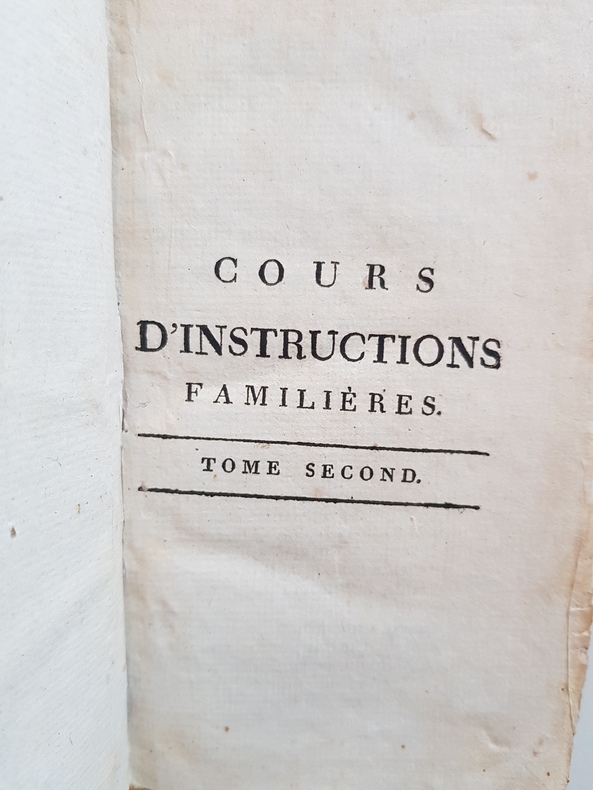 COURS
D'INSTRUCTIONS
FAMILIÈRES.
TOME SECOND.